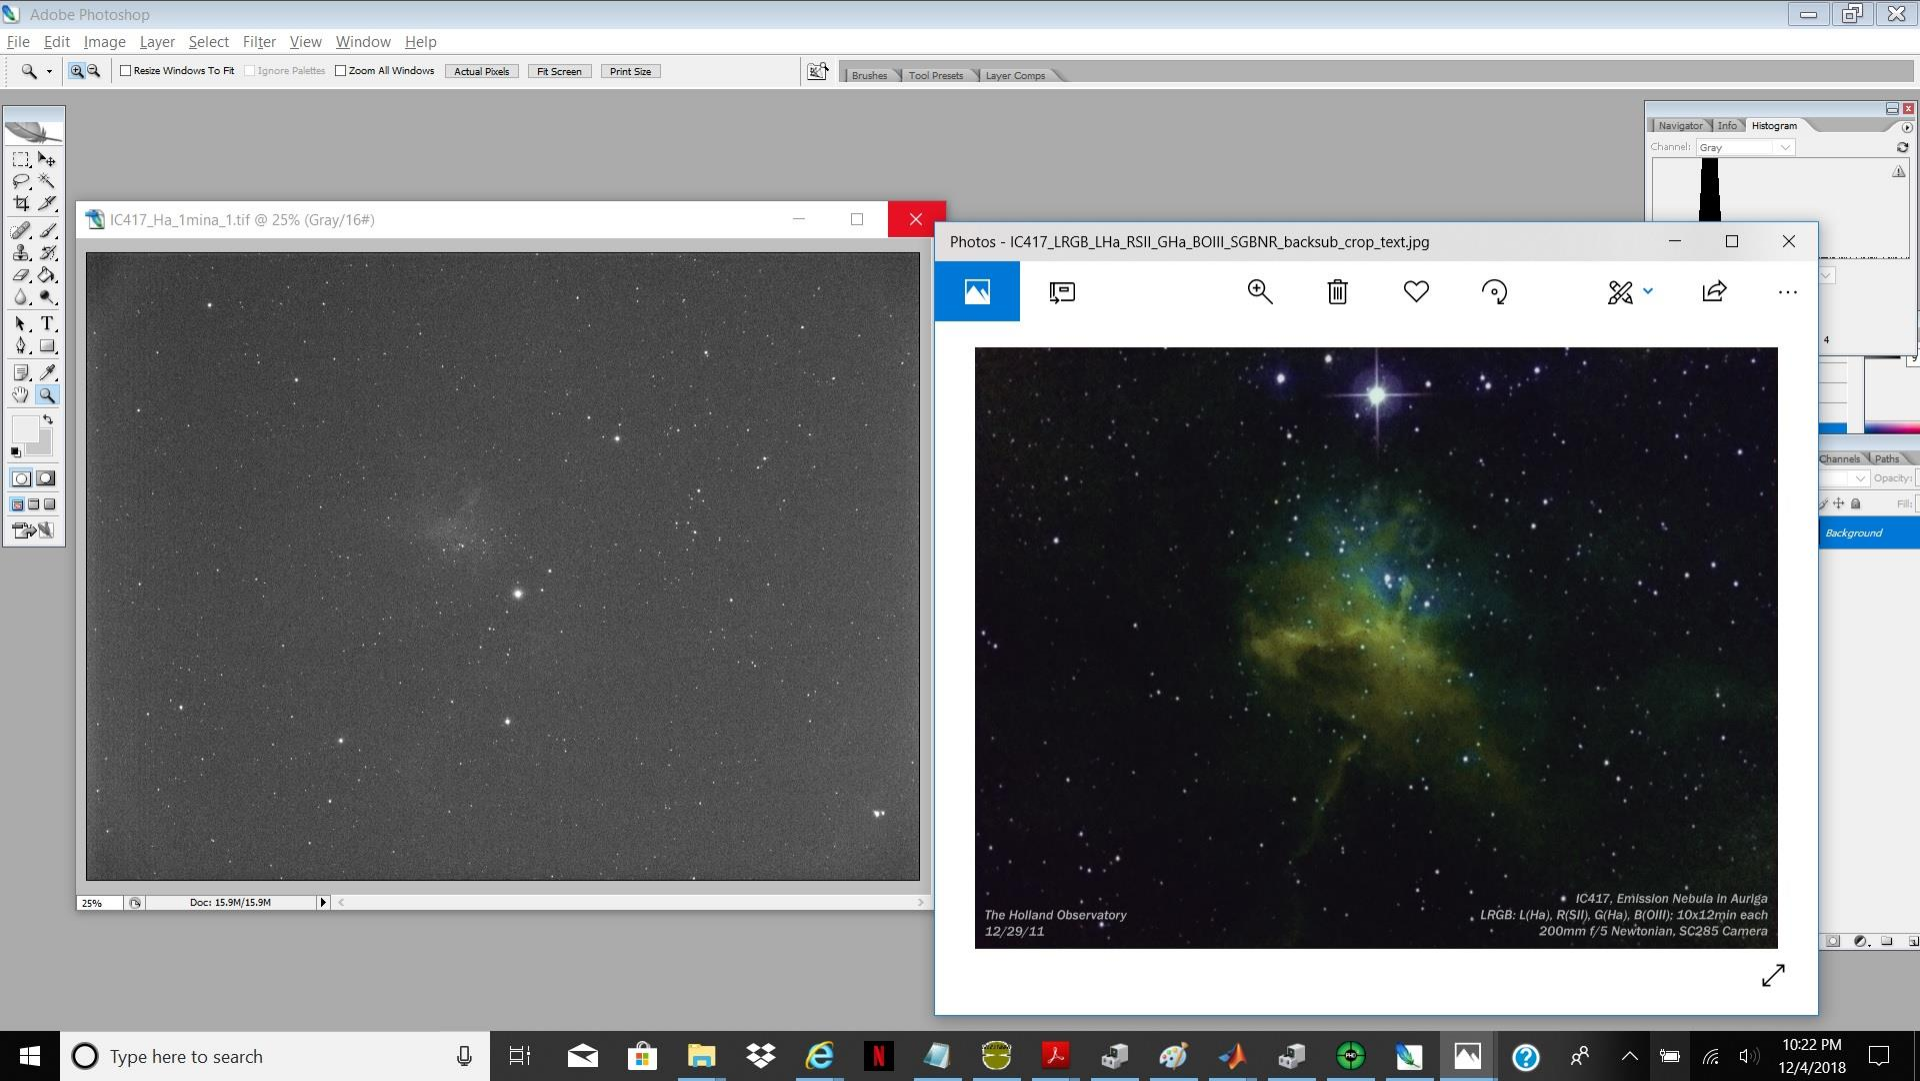 Adobe Photoshop
File Edit Image Layer Select Filter View Window Help
Resize Windows To Fit Ignore Palettes Zoom All Windows Actual Pixels Fit Screen Print Size Brushes Tool Presets Layer Comps
Navigator Info Histogram
Channel: Gray
IC417_Ha_1mina_1.tif @ 25% (Gray/16#)
Photos - IC417_LRGB_LHa_RSII_GHa_BOIII_SGBNR_backsub_crop_text.jpg
4
9
Channels Paths
Opacity:
Fill:
Background
T
IC417, Emission Nebula in Auriga
The Holland Observatory
LRGB: L(Ha), R(SII), G(Ha), B(OIII); 10x12min each
12/29/11
200mm f/5 Newtonian, SC285 Camera
25% Doc: 15.9M/15.9M
Type here to search
N
PHD
10:22 PM
12/4/2018